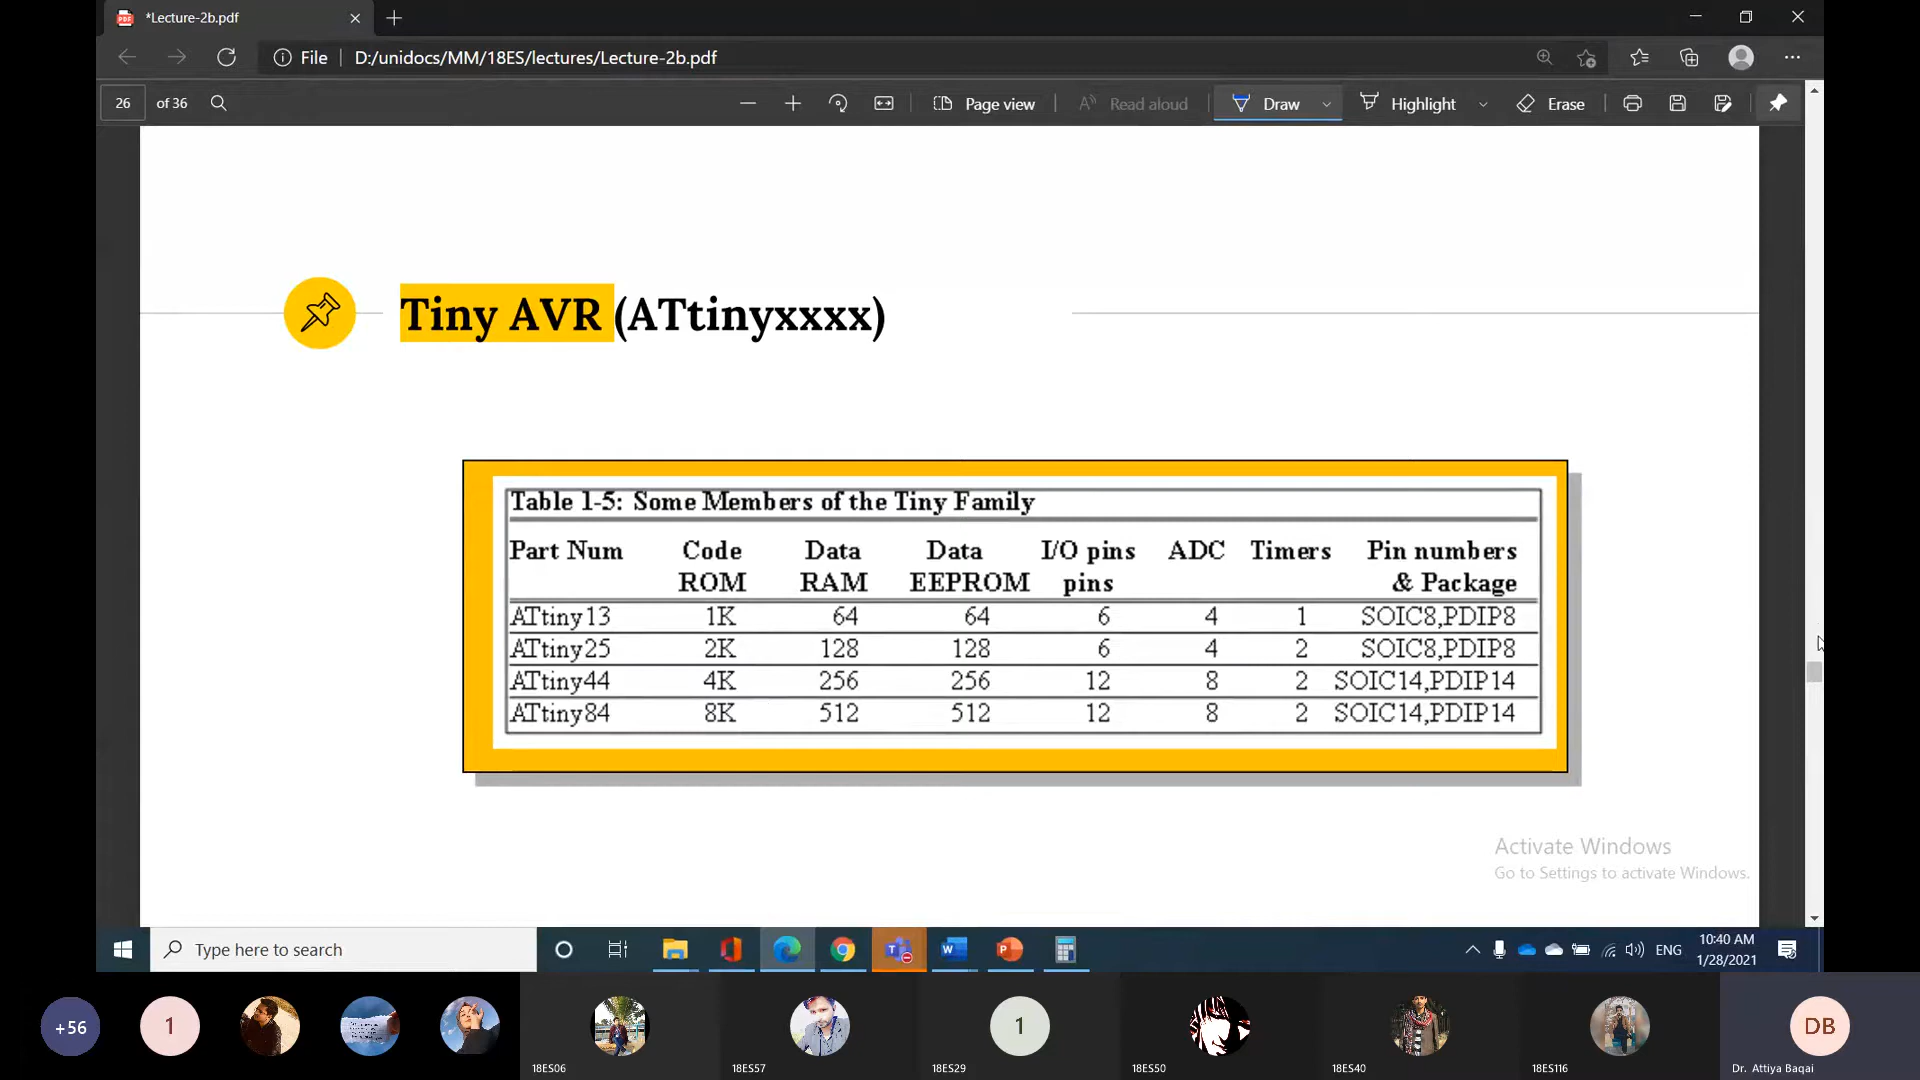 *Lecture-2b.pdf
File D:/unidocs/MM/18ES/lectures/Lecture-2b.pdf
26 of 36 Page view Read aloud Draw Highlight Erase
Tiny AVR (ATtinyxxxx)
Table 1-5: Some Members of the Tiny Family
Part Num Code Data Data I/O pins ADC Timers Pin numbers
ROM RAM EEPROM pins & Package
ATtiny13 1K 64 64 6 4 1 SOIC8,PDIP8
ATtiny25 2K 128 128 6 4 2 SOIC8,PDIP8
ATtiny44 4K 256 256 12 8 2 SOIC14,PDIP14
ATtiny84 8K 512 512 12 8 2 SOIC14,PDIP14
Activate Windows
Go to Settings to activate Windows.
Type here to search ENG 10:40 AM
1/28/2021
+56 1 1 DB
18ES06 18ES57 18ES29 18ES50 18ES40 18ES116 Dr. Attiya Baqai